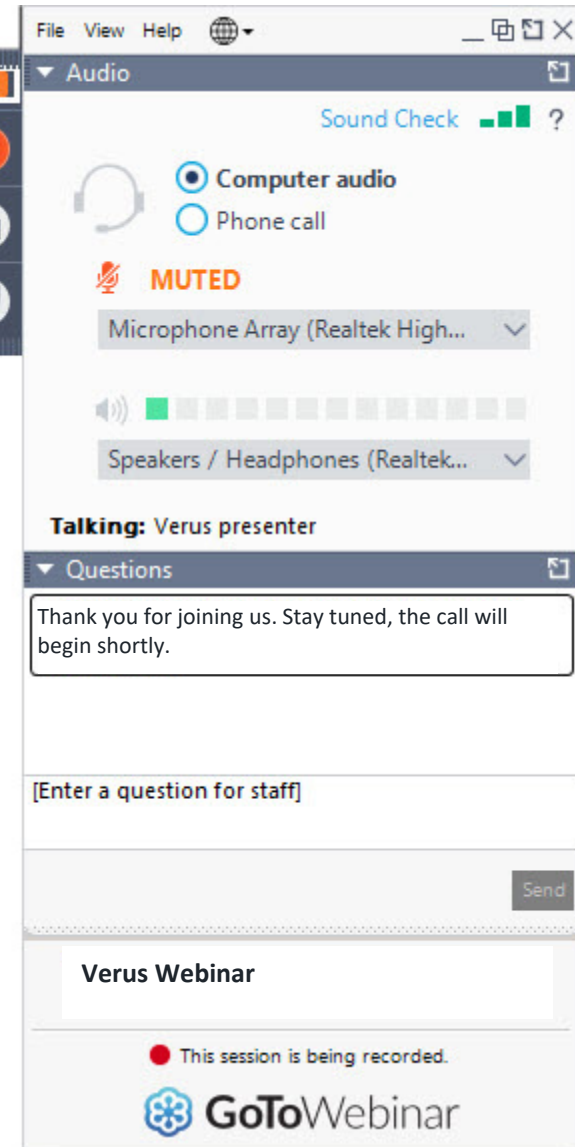 File View Help
Audio
Sound Check ?
Computer audio
Phone call
MUTED
Microphone Array (Realtek High...
Speakers / Headphones (Realtek...
Talking: Verus presenter
Questions
Thank you for joining us. Stay tuned, the call will
begin shortly.
[Enter a question for staff]
Send
Verus Webinar
This session is being recorded.
GoToWebinar